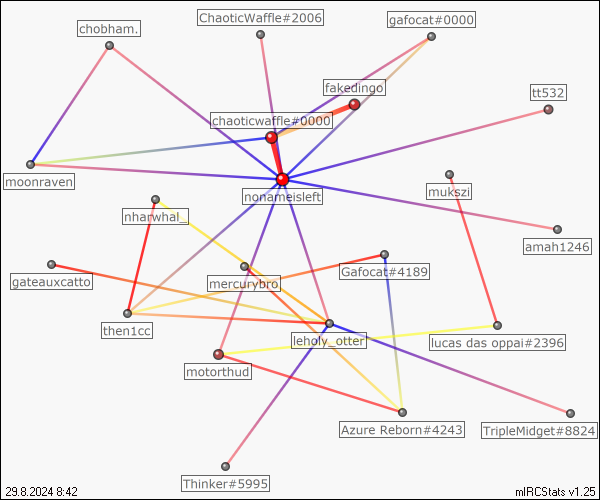 ChaoticWaffle#2006
gafocat#0000
chobham.
fakedingo
tt532
chaoticwaffle#0000
moonraven
mukszi
nonameisleft
nharwhal_
amah1246
gateauxcatto
mercurybro
Gafocat#4189
then1cc
leholy_otter
lucas das oppai#2396
motorthud
Azure Reborn#4243
TripleMidget#8824
Thinker#5995
29.8.2024 8:42
mIRCStats v1.25